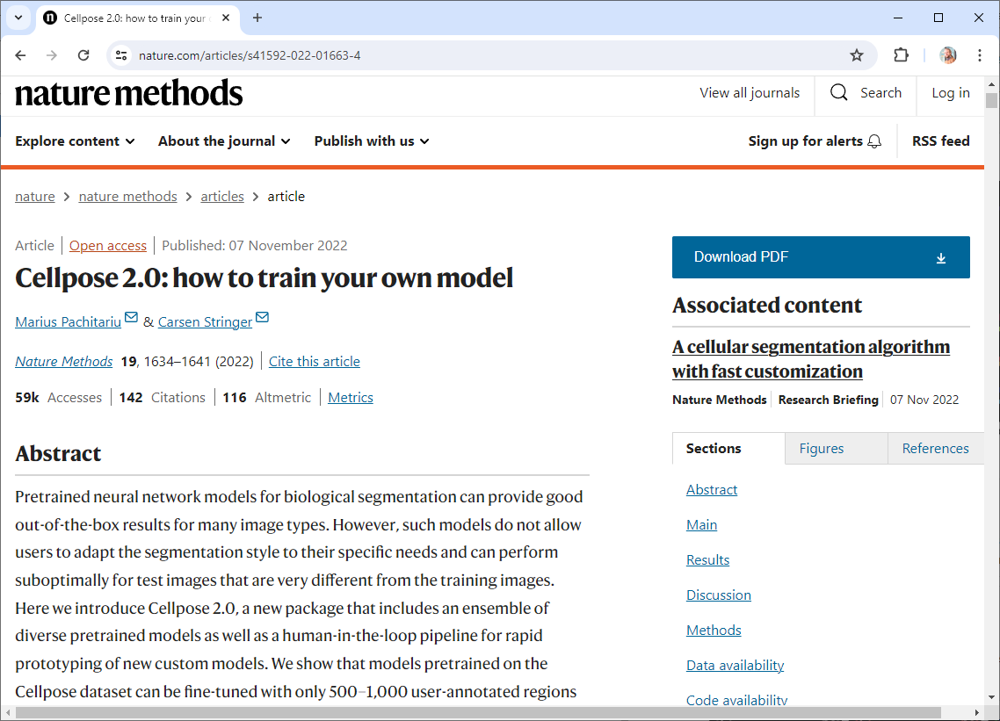 Cellpose 2.0: how to train your
nature.com/articles/s41592-022-01663-4
nature methods
View all journals
Search
Log in
Explore content
About the journal
Publish with us
Sign up for alerts
RSS feed
nature > nature methods > articles > article
Article | Open access | Published: 07 November 2022
Cellpose 2.0: how to train your own model
Marius Pachitariu & Carsen Stringer
Nature Methods 19, 1634–1641 (2022) | Cite this article
59k Accesses | 142 Citations | 116 Altmetric | Metrics
Abstract
Pretrained neural network models for biological segmentation can provide good
out-of-the-box results for many image types. However, such models do not allow
users to adapt the segmentation style to their specific needs and can perform
suboptimally for test images that are very different from the training images.
Here we introduce Cellpose 2.0, a new package that includes an ensemble of
diverse pretrained models as well as a human-in-the-loop pipeline for rapid
prototyping of new custom models. We show that models pretrained on the
Cellpose dataset can be fine-tuned with only 500–1,000 user-annotated regions
Download PDF
Associated content
A cellular segmentation algorithm
with fast customization
Nature Methods | Research Briefing | 07 Nov 2022
Sections
Figures
References
Abstract
Main
Results
Discussion
Methods
Data availability
Code availability